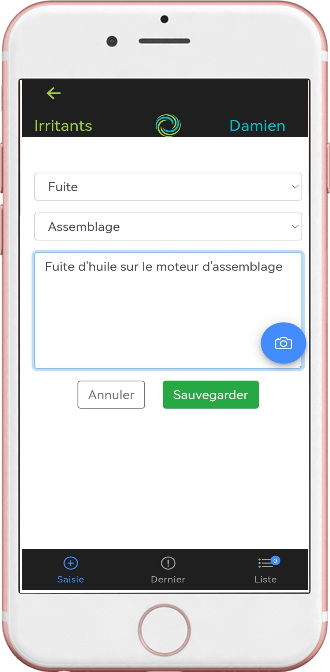 Irritants
Damien
Fuite
Assemblage
Fuite d'huile sur le moteur d'assemblage
Annuler
Sauvegarder
Saisie
Dernier
Liste